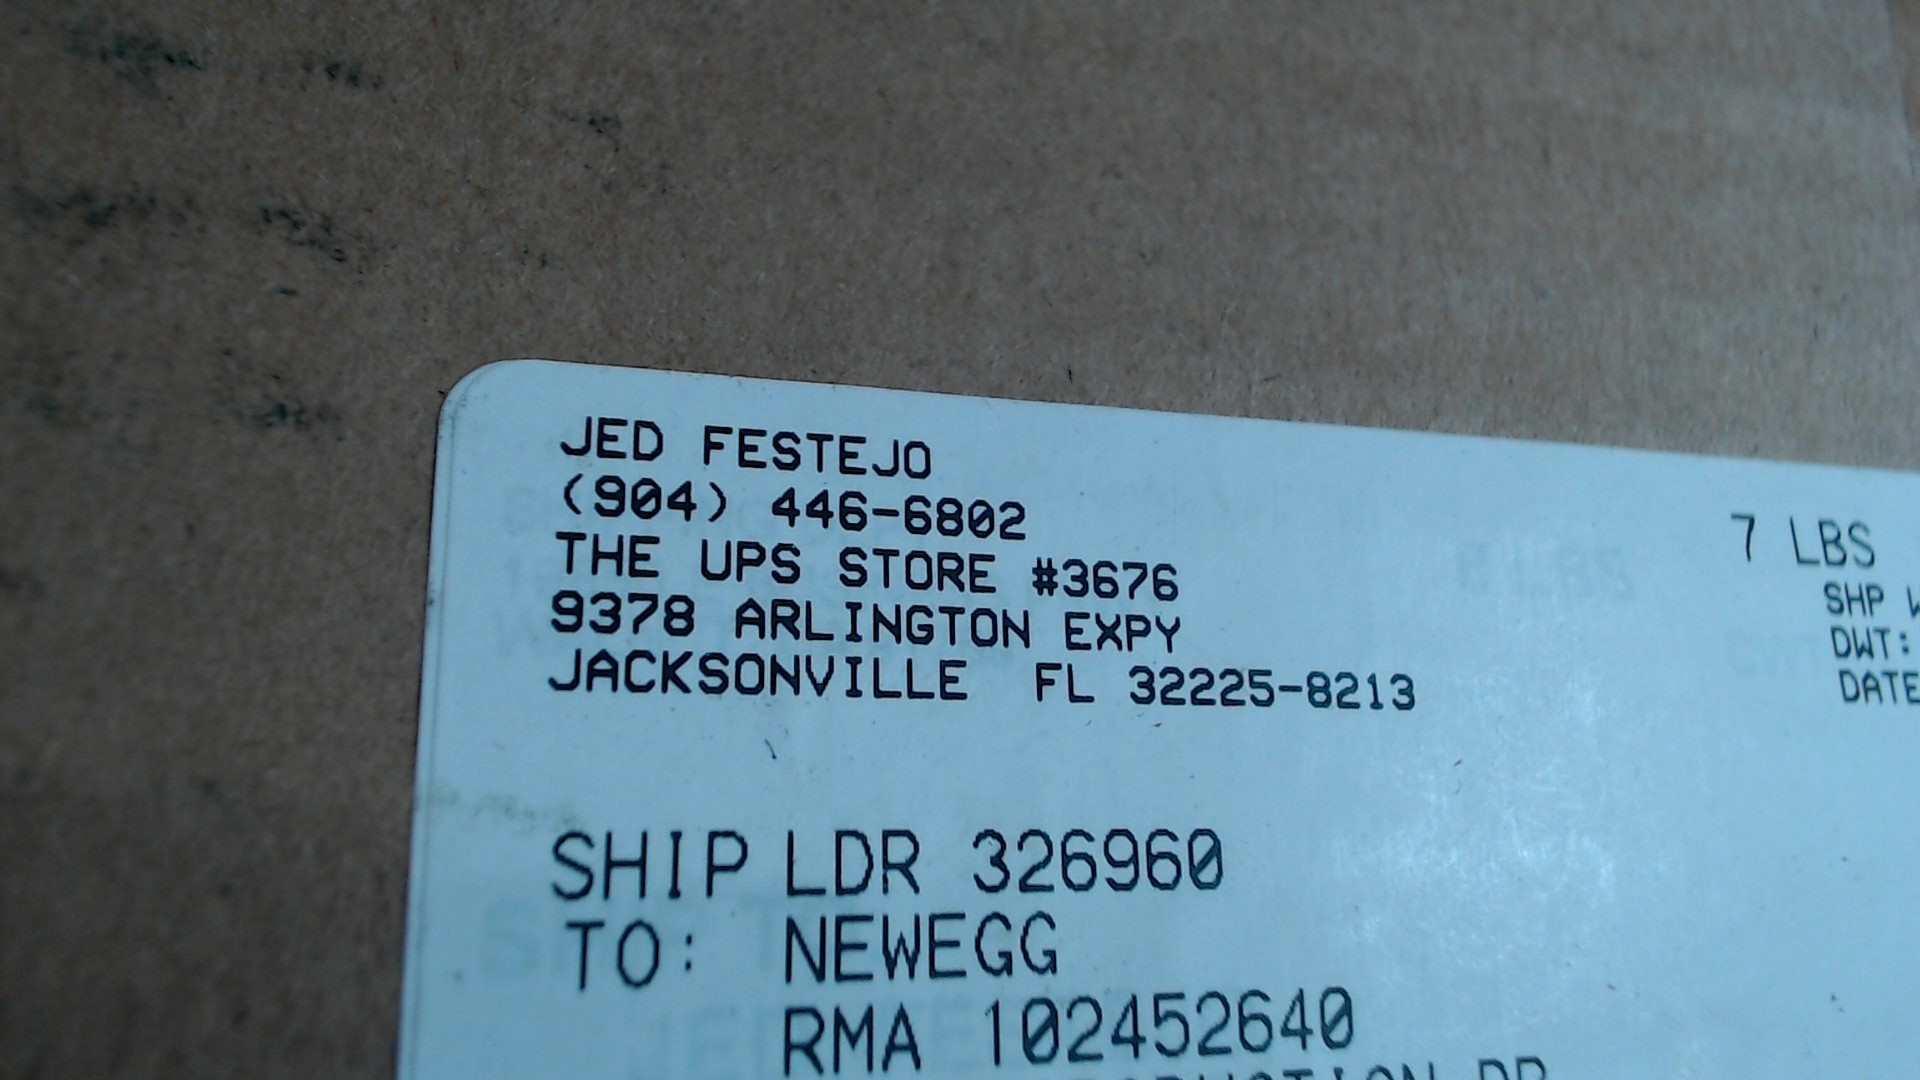 JED FESTEJO
(904) 446-6802
THE UPS STORE #3676
9378 ARLINGTON EXPY
JACKSONVILLE FL 32225-8213
7 LBS
SHP
DWT:
DATE
SHIP LDR 326960
TO: NEWEGG
RMA 102452640
DR